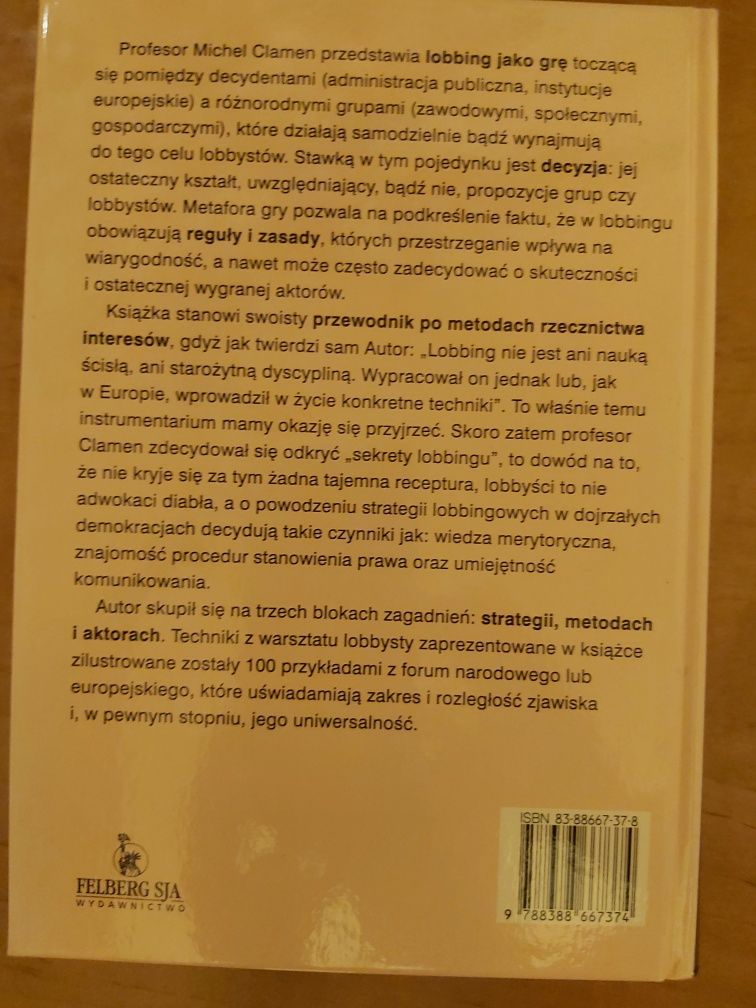 Profesor Michel Clamen przedstawia lobbing jako grę toczącą
się pomiędzy decydentami (administracja publiczna, instytucje
europejskie) a różnorodnymi grupami (zawodowymi, społecznymi,
gospodarczymi), które działają samodzielnie bądź wynajmują
do tego celu lobbystów. Stawką w tym pojedynku jest decyzja: jej
ostateczny kształt, uwzględniający, bądź nie, propozycje grup czy
lobbystów. Metafora gry pozwala na podkreślenie faktu, że w lobbingu
obowiązują reguły i zasady, których przestrzeganie wpływa na
wiarygodność, a nawet może często zadecydować o skuteczności
i ostatecznej wygranej aktorów.
Książka stanowi swoisty przewodnik po metodach rzecznictwa
interesów, gdyż jak twierdzi sam Autor: „Lobbing nie jest ani nauką
ścisłą, ani starożytną dyscypliną. Wypracował on jednak lub, jak
w Europie, wprowadził w życie konkretne techniki”. To właśnie temu
instrumentarium mamy okazję się przyjrzeć. Skoro zatem profesor
Clamen zdecydował się odkryć „sekrety lobbingu”, to dowód na to,
że nie kryje się za tym żadna tajemna receptura, lobbyści to nie
adwokaci diabła, a o powodzeniu strategii lobbingowych w dojrzałych
demokracjach decydują takie czynniki jak: wiedza merytoryczna,
znajomość procedur stanowienia prawa oraz umiejętność
komunikowania.
Autor skupił się na trzech blokach zagadnień: strategii, metodach
i aktorach. Techniki z warsztatu lobbysty zaprezentowane w książce
zilustrowane zostały 100 przykładami z forum narodowego lub
europejskiego, które uświadamiają zakres i rozległość zjawiska
i, w pewnym stopniu, jego uniwersalność.
ISBN 83-88667-37-8
9 788388 667374
FELBERG SJA
WYDAWNICTWO